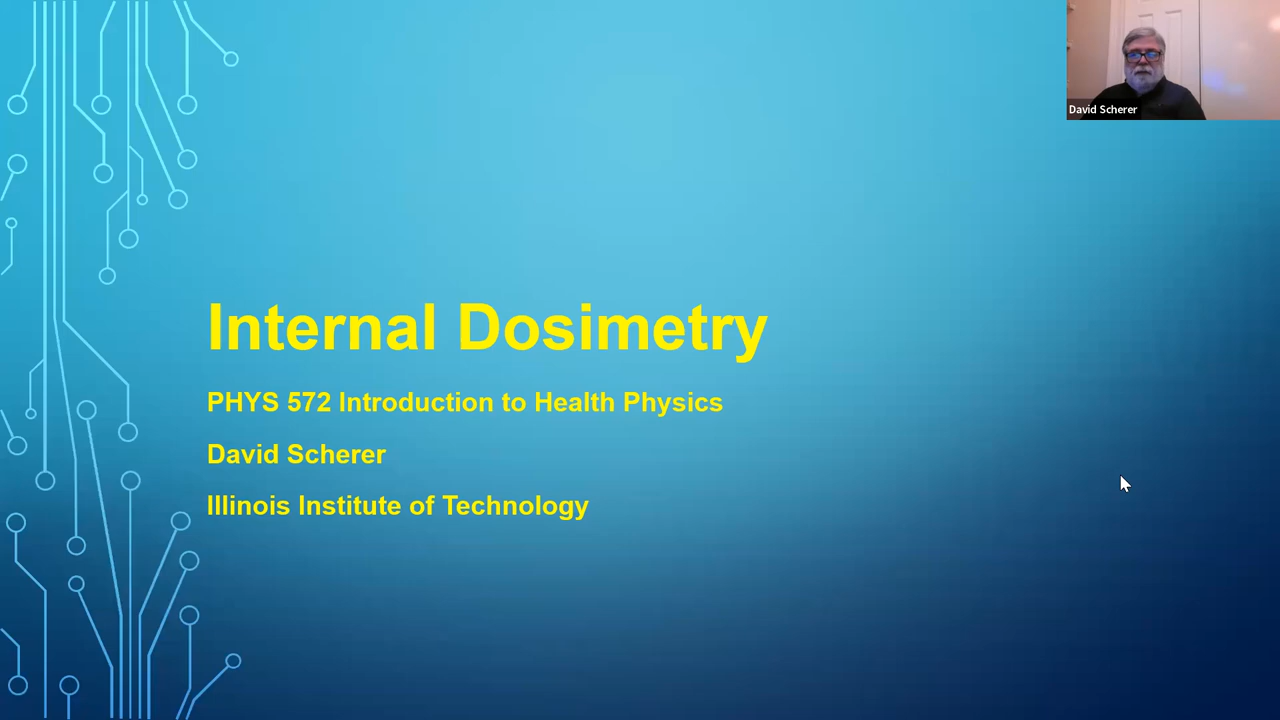 David Scherer
Internal Dosimetry
PHYS 572 Introduction to Health Physics
David Scherer
Illinois Institute of Technology